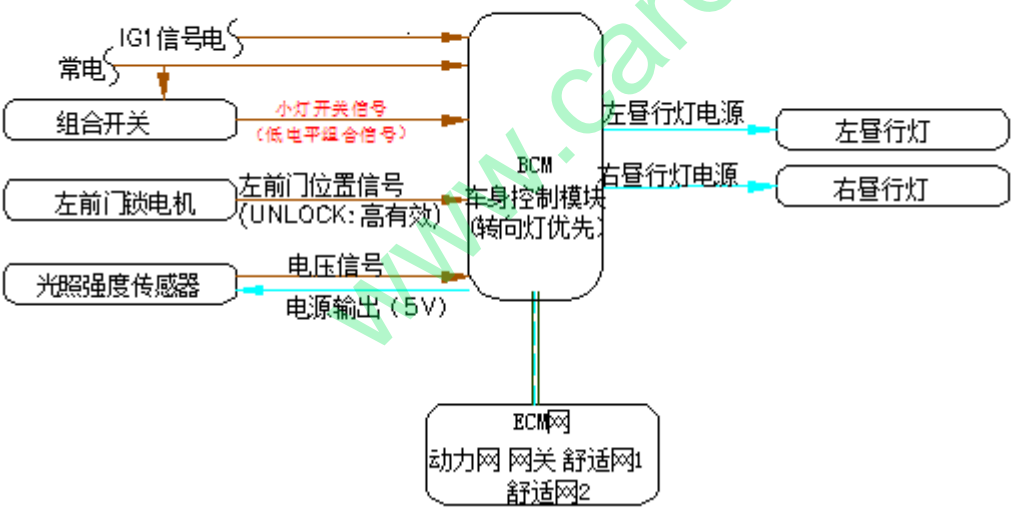 IG1信号电
常电
组合开关
小灯开关信号
(低电平组合信号)
左前门锁电机
左前门位置信号
(UNLOCK:高有效)
光照强度传感器
电压信号
电源输出(5V)
BCM
车身控制模块
(转向灯优先)
左昼行灯电源
左昼行灯
右昼行灯电源
右昼行灯
ECM网
动力网 网关 舒适网1
舒适网2
www.car